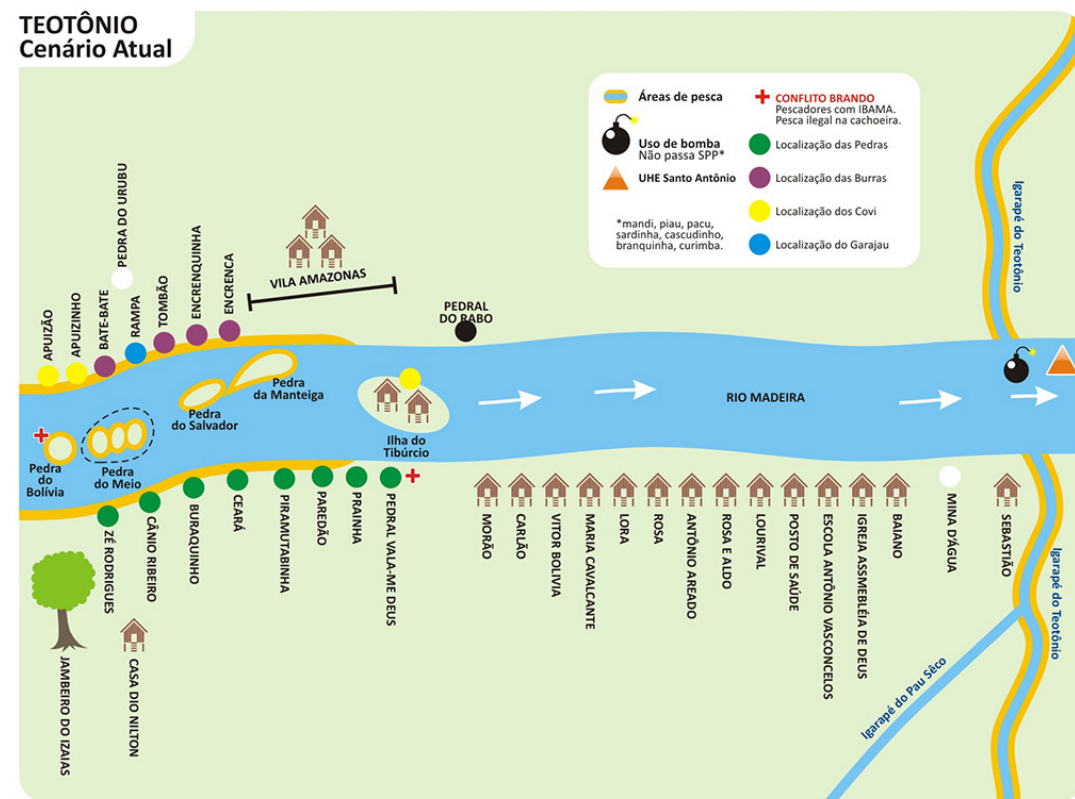 TEOTÔNIO
Cenário Atual
Áreas de pesca
Uso de bomba
Não passa SPP*
UHE Santo Antônio
*mandi, piau, pacu,
sardinha, cascudinho,
branquinha, curimba.
CONFLITO BRANDO
Pescadores com IBAMA.
Pesca ilegal na cachoeira.
Localização das Pedras
Localização das Burras
Localização dos Covi
Localização do Garajau
APUIZÃO
APUIZINHO
BATE-BATE
PEDRA DO URUBU
RAMPA
TOMBÃO
ENCRENQUINHA
ENCRENCA
VILA AMAZONAS
PEDRAL
DO RABO
Igarapé do Teotônio
Pedra
do
Bolívia
Pedra
do Meio
Pedra
do Salvador
Pedra
da Manteiga
Ilha do
Tibúrcio
RIO MADEIRA
ZÉ RODRIGUES
CÂNIO RIBEIRO
BURAQUINHO
CEARÁ
PIRAMUTABINHA
PAREDÃO
PRAINHA
PEDRAL VALA-ME DEUS
MORÃO
CARLÃO
VITOR BOLIVIA
MARIA CAVALCANTE
LORA
ROSA
ANTÔNIO AREADO
ROSA E ALDO
LOURIVAL
POSTO DE SAÚDE
ESCOLA ANTÔNIO VASCONCELOS
IGREJA ASSMEBLÉIA DE DEUS
BAIANO
MINA D'ÁGUA
SEBASTIÃO
JAMBEIRO DO IZAIAS
CASA DIO NILTON
Igarapé do Pau Sêco
Igarapé do Teotônio